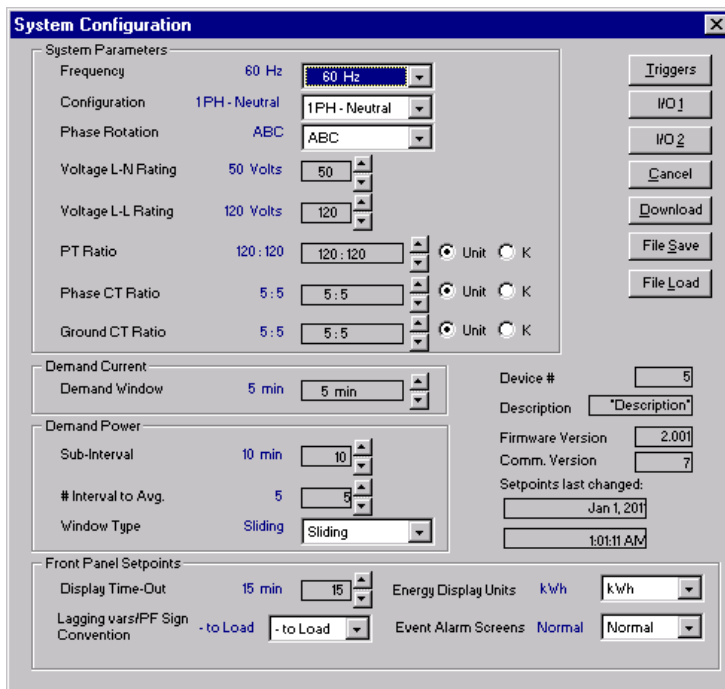 System Configuration
System Parameters
Frequency 60 Hz 60 Hz
Configuration 1PH - Neutral 1PH - Neutral
Phase Rotation ABC ABC
Voltage L-N Rating 50 Volts 50
Voltage L-L Rating 120 Volts 120
PT Ratio 120:120 120:120 Unit K
Phase CT Ratio 5:5 5:5 Unit K
Ground CT Ratio 5:5 5:5 Unit K
Triggers
I/O 1
I/O 2
Cancel
Download
File Save
File Load
Demand Current
Demand Window 5 min 5 min
Demand Power
Sub-Interval 10 min 10
# Interval to Avg. 5 5
Window Type Sliding Sliding
Device # 5
Description "Description"
Firmware Version 2.001
Comm. Version 7
Setpoints last changed:
Jan 1, 201
1:01:11 AM
Front Panel Setpoints
Display Time-Out 15 min 15
Lagging vars/PF Sign
Convention - to Load - to Load
Energy Display Units kWh kWh
Event Alarm Screens Normal Normal